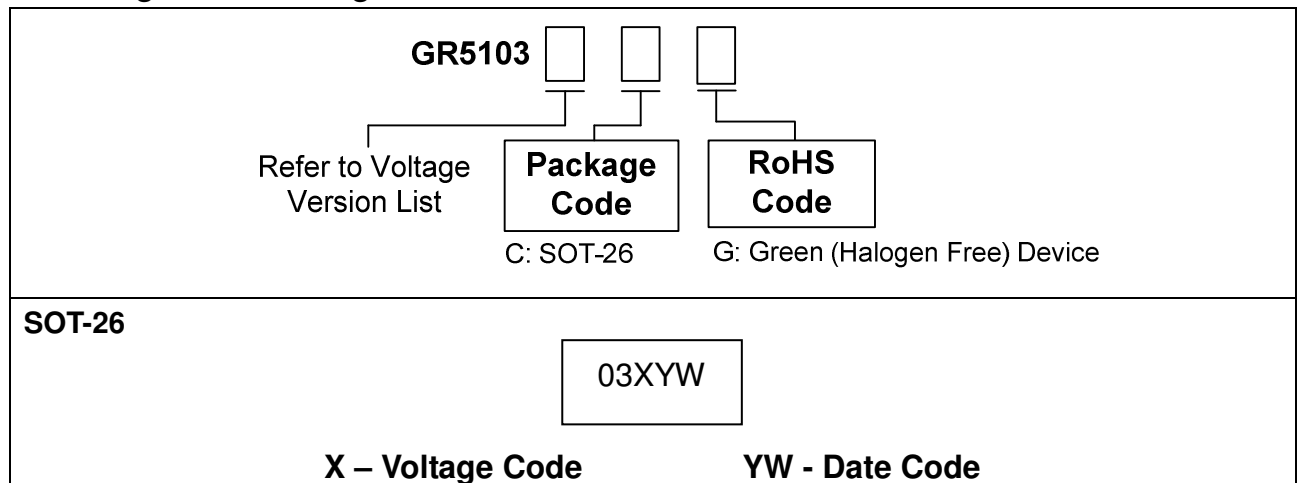 GR5103
Refer to Voltage
Version List
Package
Code
C: SOT-26
RoHS
Code
G: Green (Halogen Free) Device
SOT-26
03XYW
X – Voltage Code YW - Date Code